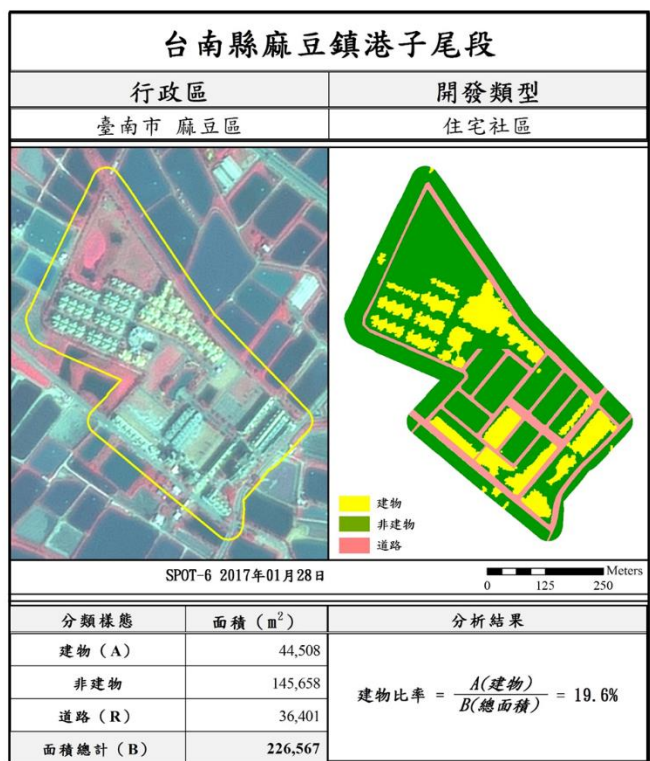 台南縣麻豆鎮港子尾段
行政區 開發類型
臺南市 麻豆區 住宅社區
建物
非建物
道路
SPOT-6 2017年01月28日
Meters
0 125 250
分類樣態 面積（m²） 分析結果
建物（A） 44,508
非建物 145,658
道路（R） 36,401
面積總計（B） 226,567
建物比率 = A(建物) / B(總面積) = 19.6%